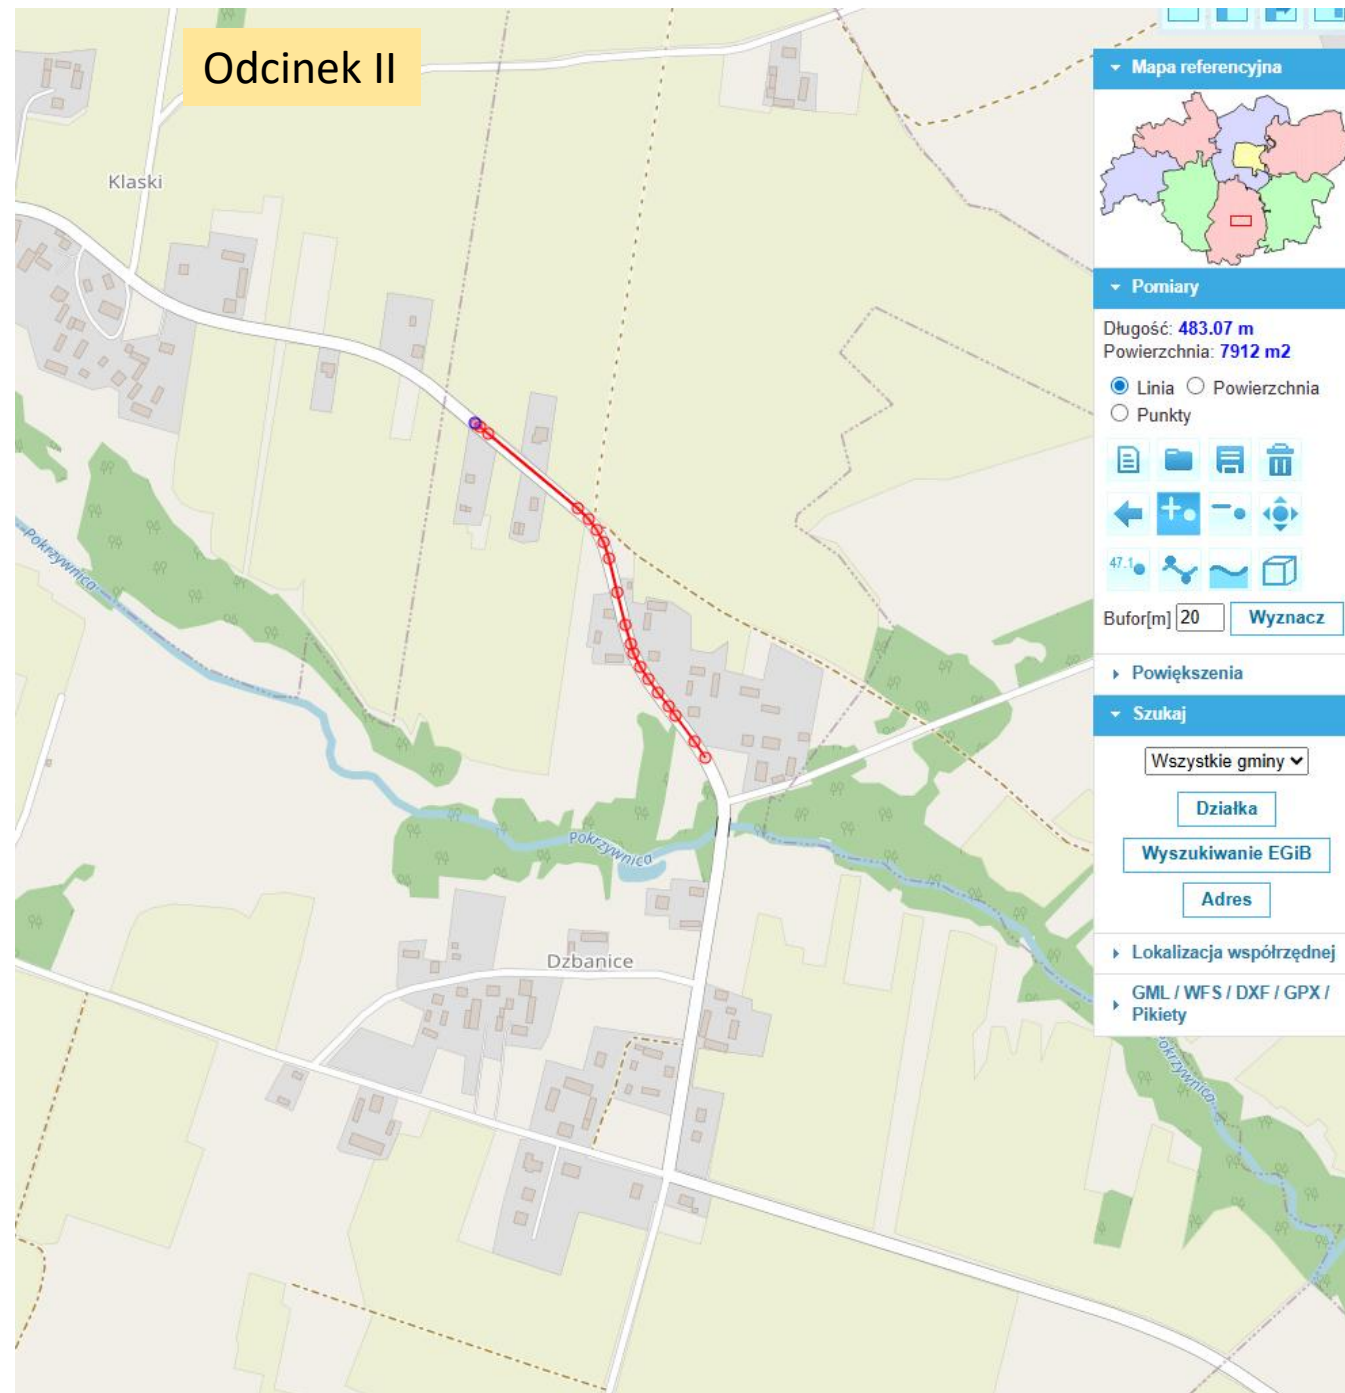 Odcinek II
Klaski
Pokrzywnica
Pokrzywnica
Dzbanice
Pokrzywnica
Mapa referencyjna
Pomiary
Długość: 483.07 m
Powierzchnia: 7912 m2
Linia Powierzchnia
Punkty
47.1
Bufor[m] 20 Wyznacz
Powiększenia
Szukaj
Wszystkie gminy
Działka
Wyszukiwanie EGiB
Adres
Lokalizacja współrzędnej
GML / WFS / DXF / GPX /
Pikiety